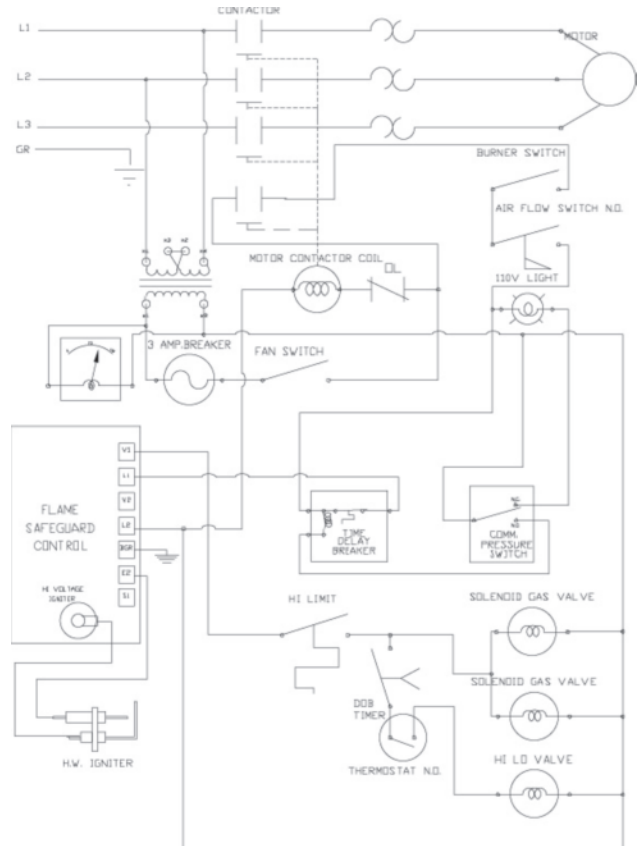 CONTACTOR
L1
MOTOR
L2
L3
GR
BURNER SWITCH
AIR FLOW SWITCH N.O.
MOTOR CONTACTOR COIL
OL
110V LIGHT
3 AMP.BREAKER
FAN SWITCH
V1
L1
V2
L2
FLAME
SAFEGUARD
CONTROL
E2
S1
HI VOLTAGE
IGNITER
TIME
DELAY
BREAKER
N.C.
N.O.
COMM.
PRESSURE
SWITCH
HI LIMIT
SOLENOID GAS VALVE
SOLENOID GAS VALVE
DOB
TIMER
THERMOSTAT N.O.
HI LO VALVE
H.W. IGNITER